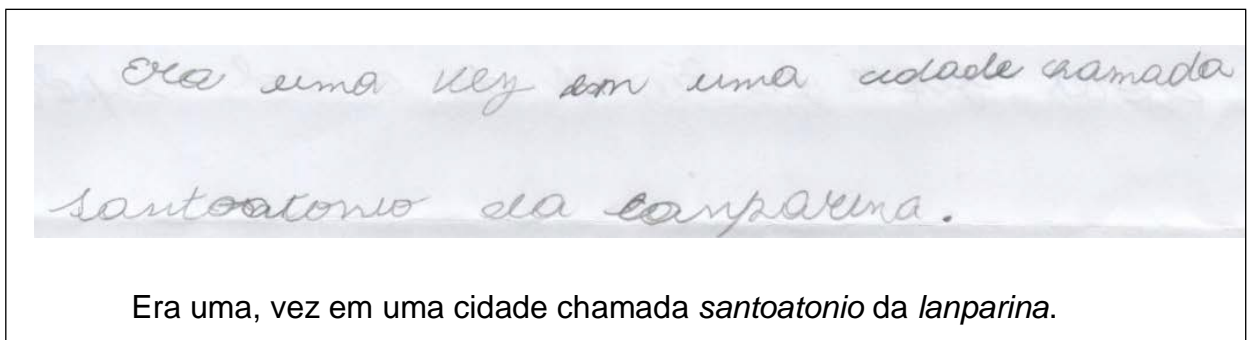 Era uma vez em uma cidade chamada
santoatonio da lanparina.
Era uma, vez em uma cidade chamada santoatonio da lanparina.